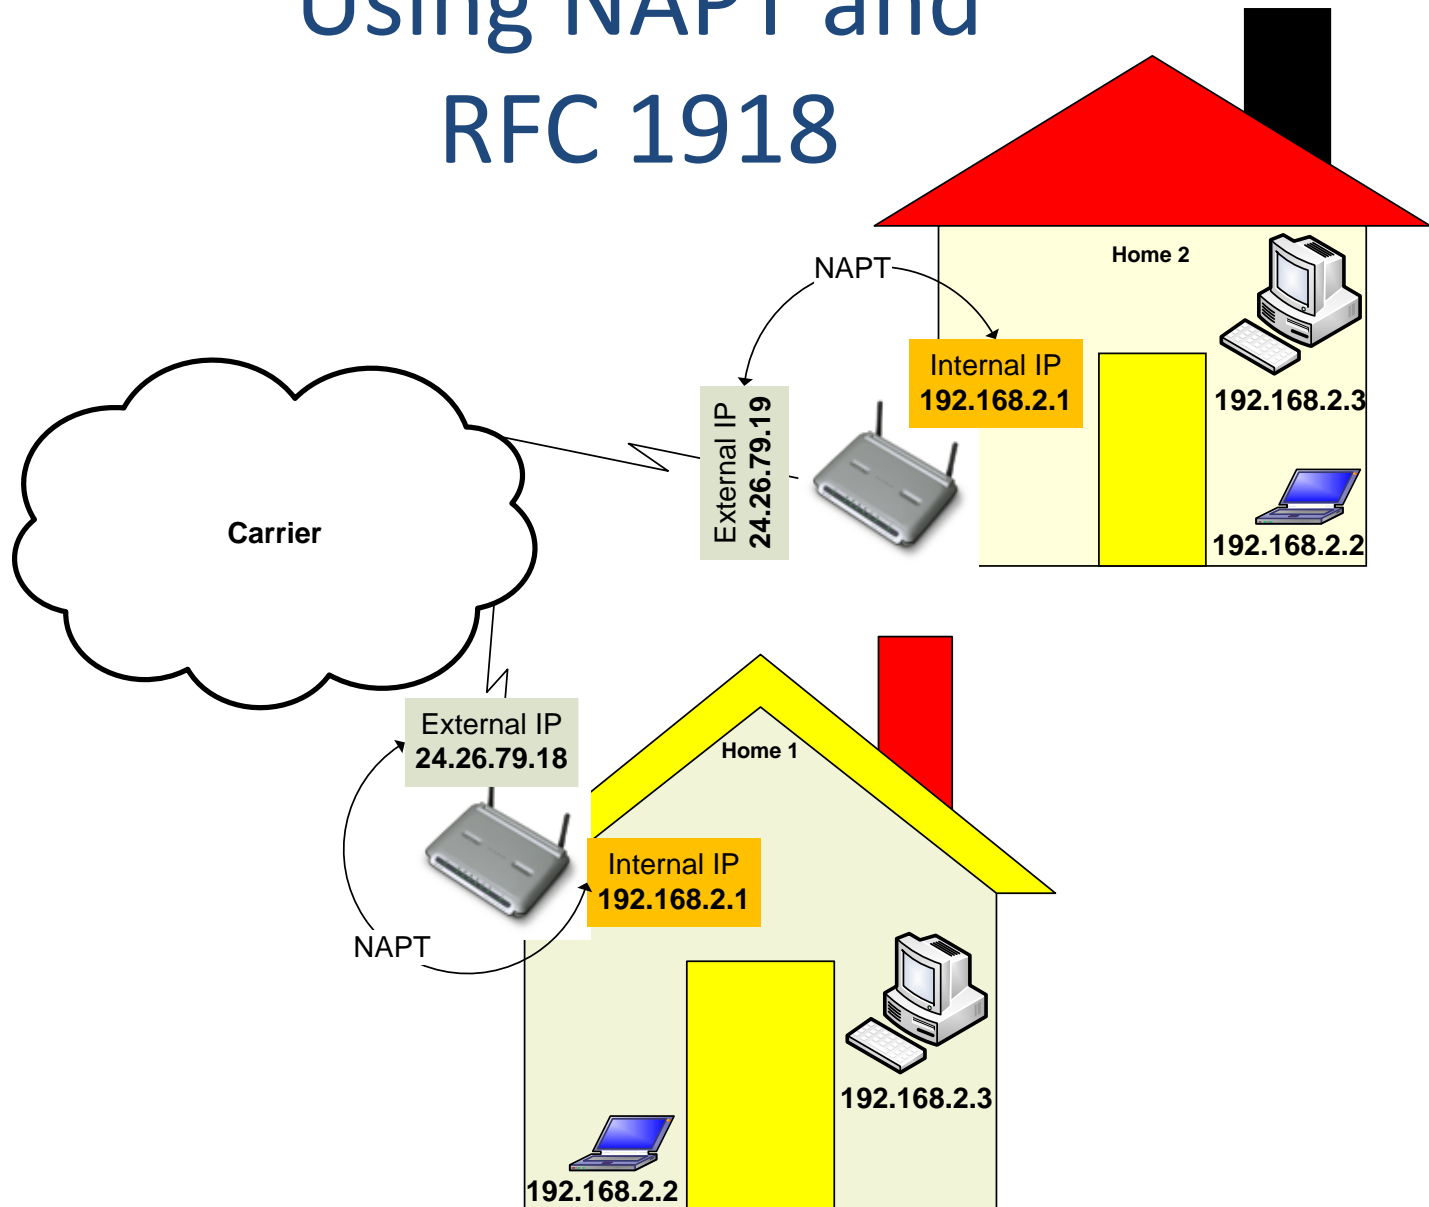 Using NAPT and
RFC 1918
Home 2
NAPT
Internal IP
192.168.2.1
External IP
24.26.79.19
192.168.2.3
192.168.2.2
Carrier
External IP
24.26.79.18
Home 1
Internal IP
192.168.2.1
NAPT
192.168.2.3
192.168.2.2